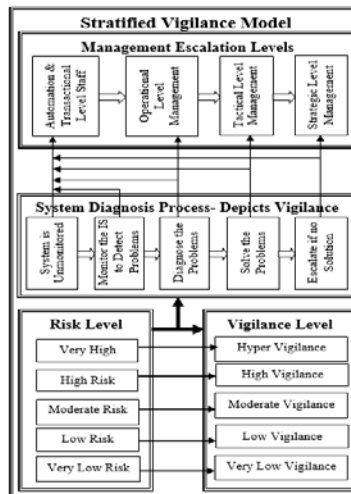 Stratified Vigilance Model
Management Escalation Levels
Automation &
Transactional
Level Staff
Operational
Level
Management
Tactical Level
Management
Strategic Level
Management
System Diagnosis Process- Depicts Vigilance
System is
Unmonitored
Monitor the IS
to Detect
Problems
Diagnose the
Problems
Solve the
Problems
Escalate if no
Solution
Risk Level
Very High
High Risk
Moderate Risk
Low Risk
Very Low Risk
Vigilance Level
Hyper Vigilance
High Vigilance
Moderate Vigilance
Low Vigilance
Very Low Vigilance